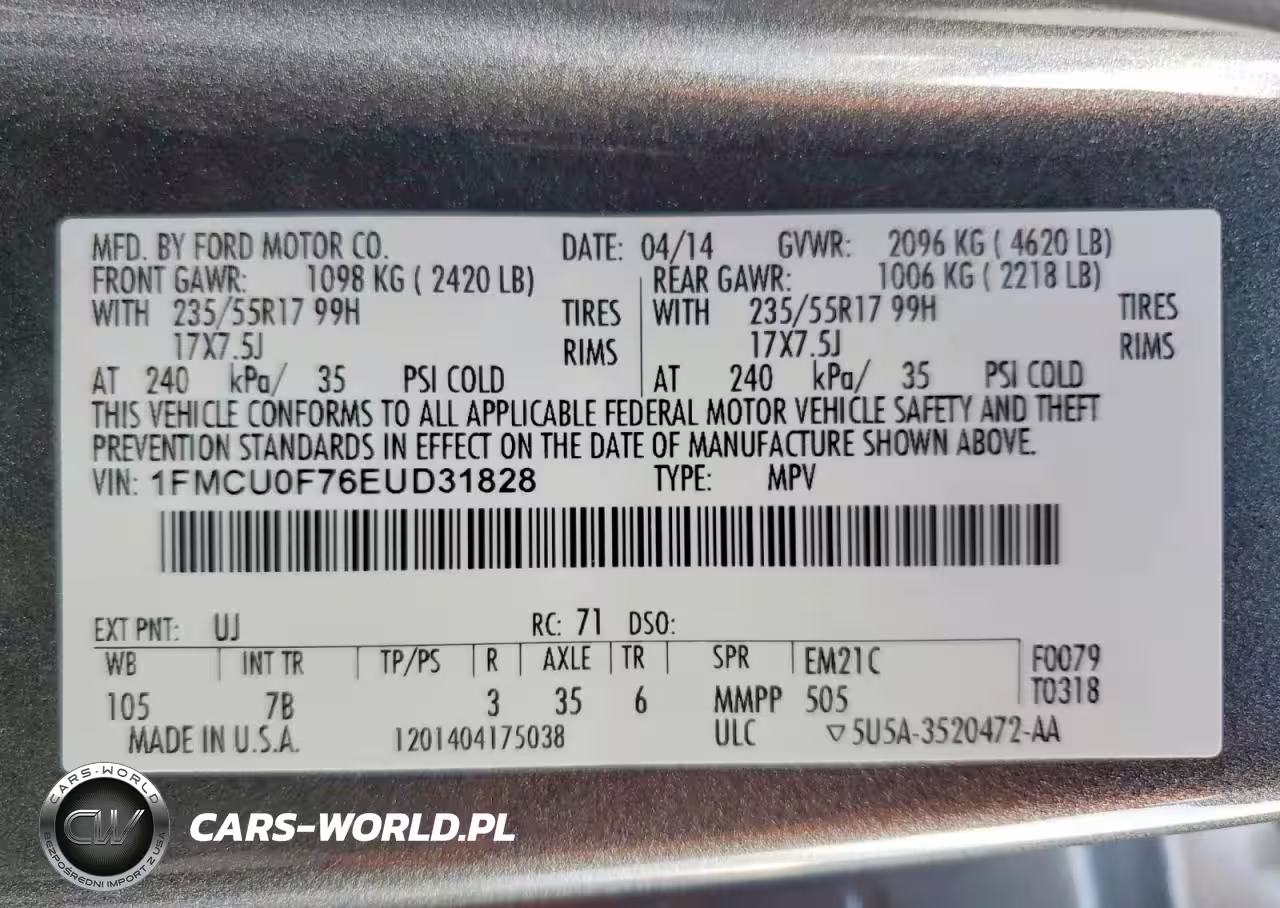 MFD. BY FORD MOTOR CO. DATE: 04/14 GVWR: 2096 KG ( 4620 LB)
FRONT GAWR: 1098 KG ( 2420 LB) REAR GAWR: 1006 KG ( 2218 LB)
WITH 235/55R17 99H TIRES WITH 235/55R17 99H TIRES
17X7.5J RIMS 17X7.5J RIMS
AT 240 kPa/ 35 PSI COLD AT 240 kPa/ 35 PSI COLD
THIS VEHICLE CONFORMS TO ALL APPLICABLE FEDERAL MOTOR VEHICLE SAFETY AND THEFT
PREVENTION STANDARDS IN EFFECT ON THE DATE OF MANUFACTURE SHOWN ABOVE.
VIN: 1FMCU0F76EUD31828 TYPE: MPV
EXT PNT: UJ RC: 71 DSO:
WB INT TR TP/PS R AXLE TR SPR EM21C F0079
105 7B 3 35 6 MMPP 505 T0318
MADE IN U.S.A. 1201404175038 ULC ▽5U5A-3520472-AA
CARS-WORLD
CW
BEZPOŚREDNI IMPORT Z USA
CARS-WORLD.PL